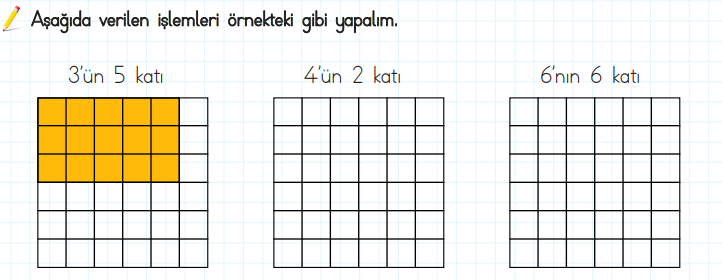 Aşağıda verilen işlemleri örnekteki gibi yapalım.
3'ün 5 katı
4'ün 2 katı
6'nın 6 katı